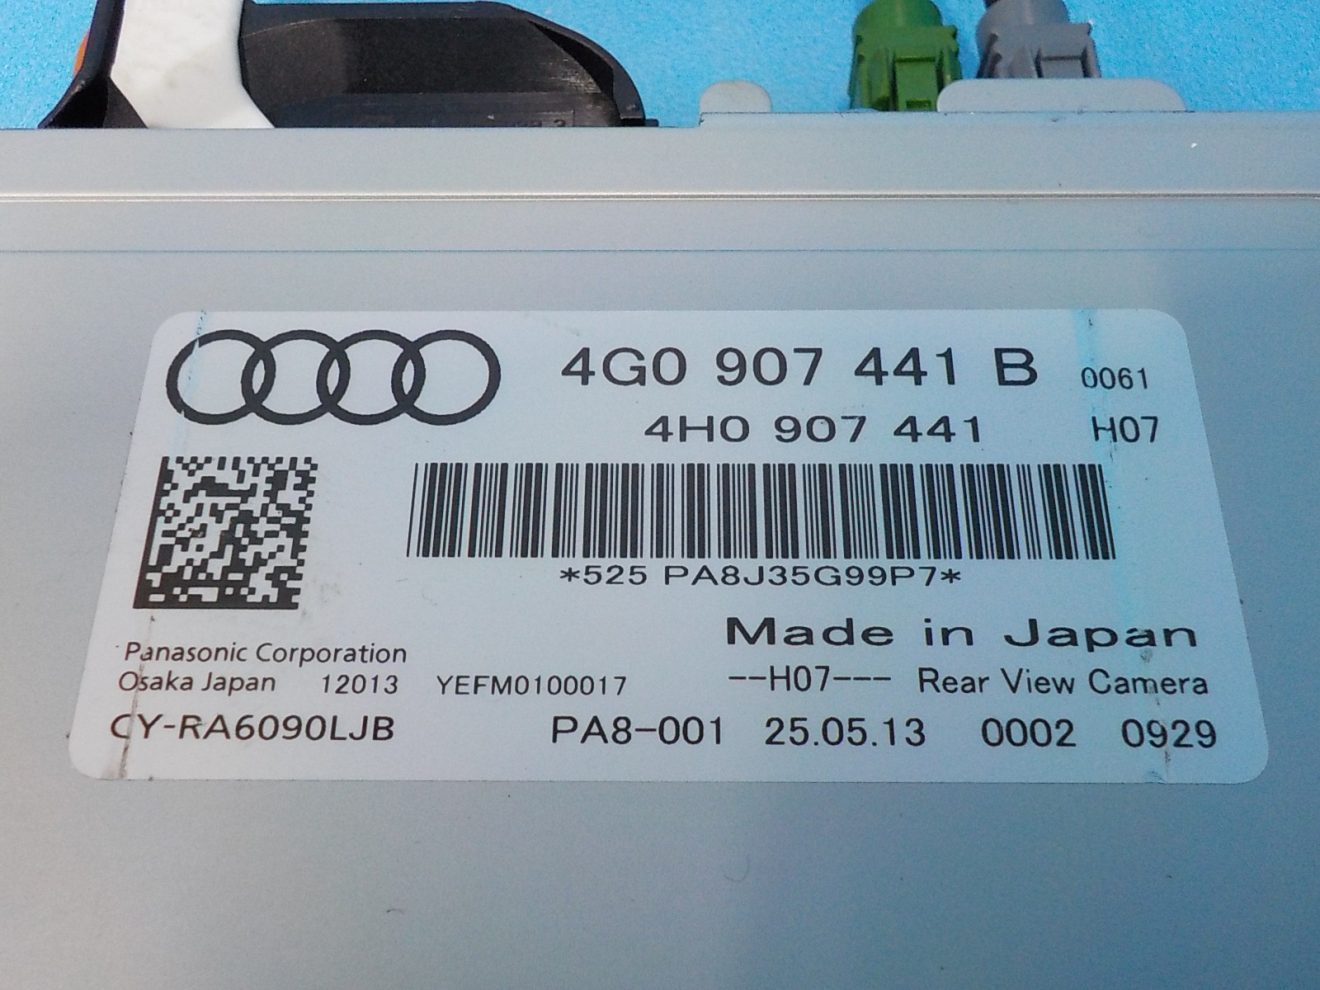 4G0 907 441 B 0061
4H0 907 441 H07
*525 PA8J35G99P7*
Made in Japan
Panasonic Corporation
Osaka Japan 12013 YEFM0100017 --H07--- Rear View Camera
CY-RA6090LJB PA8-001 25.05.13 0002 0929